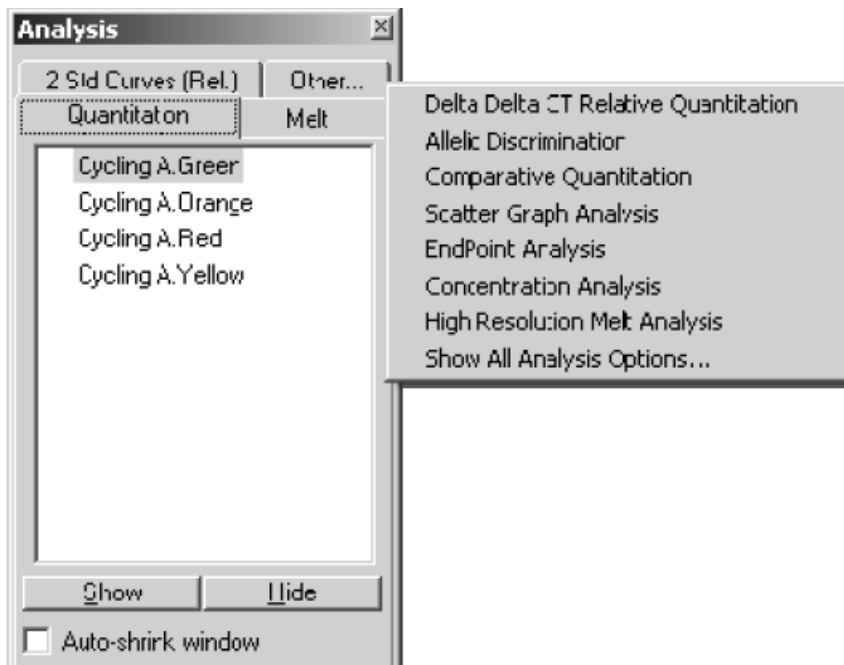 Analysis
2 Std Curves (Rel.) Other...
Quantitaton Melt
Cycling A.Green
Cycling A.Orange
Cycling A.Red
Cycling A.Yellow
Show Hide
Auto-shrink window
Delta Delta CT Relative Quantitation
Allelic Discrimination
Comparative Quantitation
Scatter Graph Analysis
EndPoint Analysis
Concentration Analysis
High Resolution Melt Analysis
Show All Analysis Options...